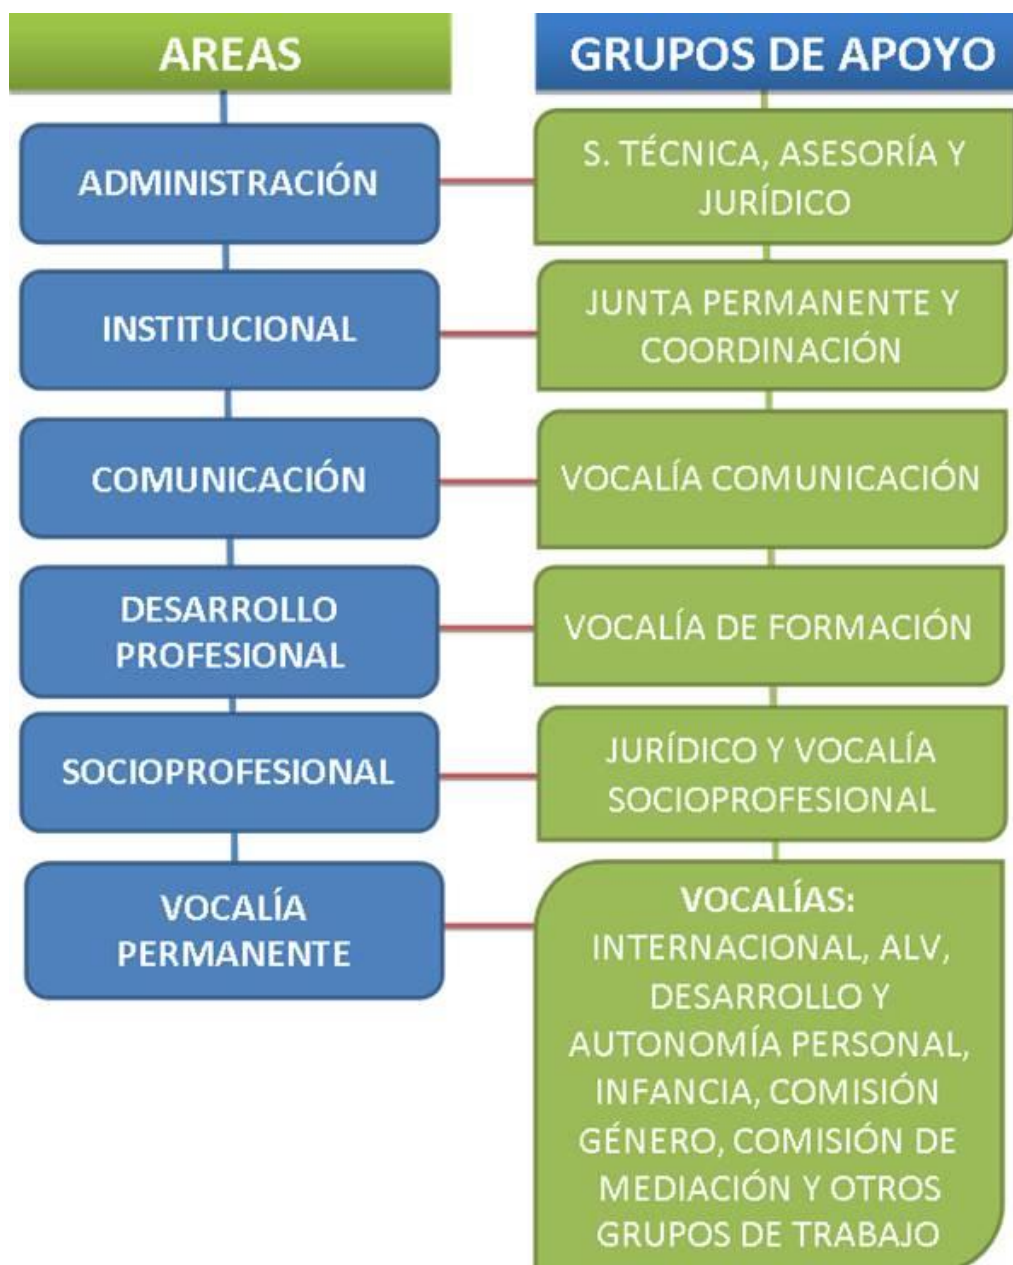 AREAS
GRUPOS DE APOYO
ADMINISTRACIÓN
S. TÉCNICA, ASESORÍA Y
JURÍDICO
INSTITUCIONAL
JUNTA PERMANENTE Y
COORDINACIÓN
COMUNICACIÓN
VOCALÍA COMUNICACIÓN
DESARROLLO
PROFESIONAL
VOCALÍA DE FORMACIÓN
SOCIOPROFESIONAL
JURÍDICO Y VOCALÍA
SOCIOPROFESIONAL
VOCALÍA
PERMANENTE
VOCALÍAS:
INTERNACIONAL, ALV,
DESARROLLO Y
AUTONOMÍA PERSONAL,
INFANCIA, COMISIÓN
GÉNERO, COMISIÓN DE
MEDIACIÓN Y OTROS
GRUPOS DE TRABAJO